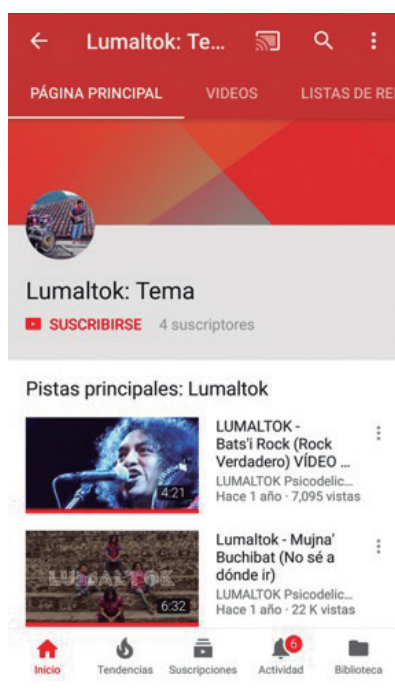 Lumaltok: Te...
PÁGINA PRINCIPAL VIDEOS LISTAS DE RE
Lumaltok: Tema
SUSCRIBIRSE 4 suscriptores
Pistas principales: Lumaltok
LUMALTOK -
Bats'i Rock (Rock
Verdadero) VÍDEO ...
LUMALTOK Psicodelic...
Hace 1 año · 7,095 vistas
4:21
Lumaltok - Mujna'
Buchibat (No sé a
dónde ir)
LUMALTOK Psicodelic...
Hace 1 año · 22 K vistas
LUMALTOK
6:32
6
Inicio Tendencias Suscripciones Actividad Biblioteca